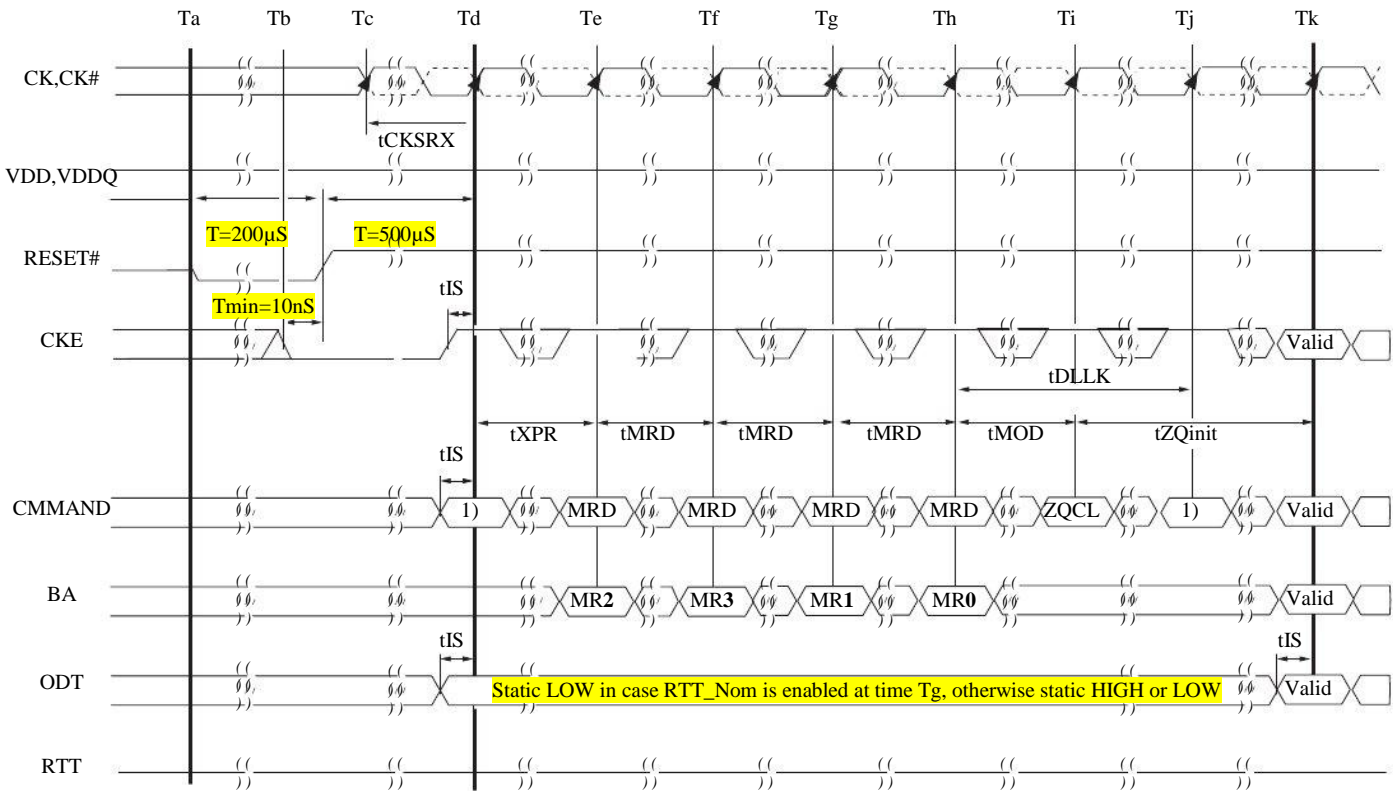 Ta Tb Tc Td Te Tf Tg Th Ti Tj Tk
CK,CK#
tCKSRX
VDD,VDDQ
T=200µS T=500µS
RESET#
Tmin=10nS tIS
CKE Valid
tDLLK
tXPR tMRD tMRD tMRD tMOD tZQinit
tIS
CMMAND 1) MRD MRD MRD MRD ZQCL 1) Valid
BA MR2 MR3 MR1 MR0 Valid
tIS tIS
ODT Static LOW in case RTT_Nom is enabled at time Tg, otherwise static HIGH or LOW Valid
RTT